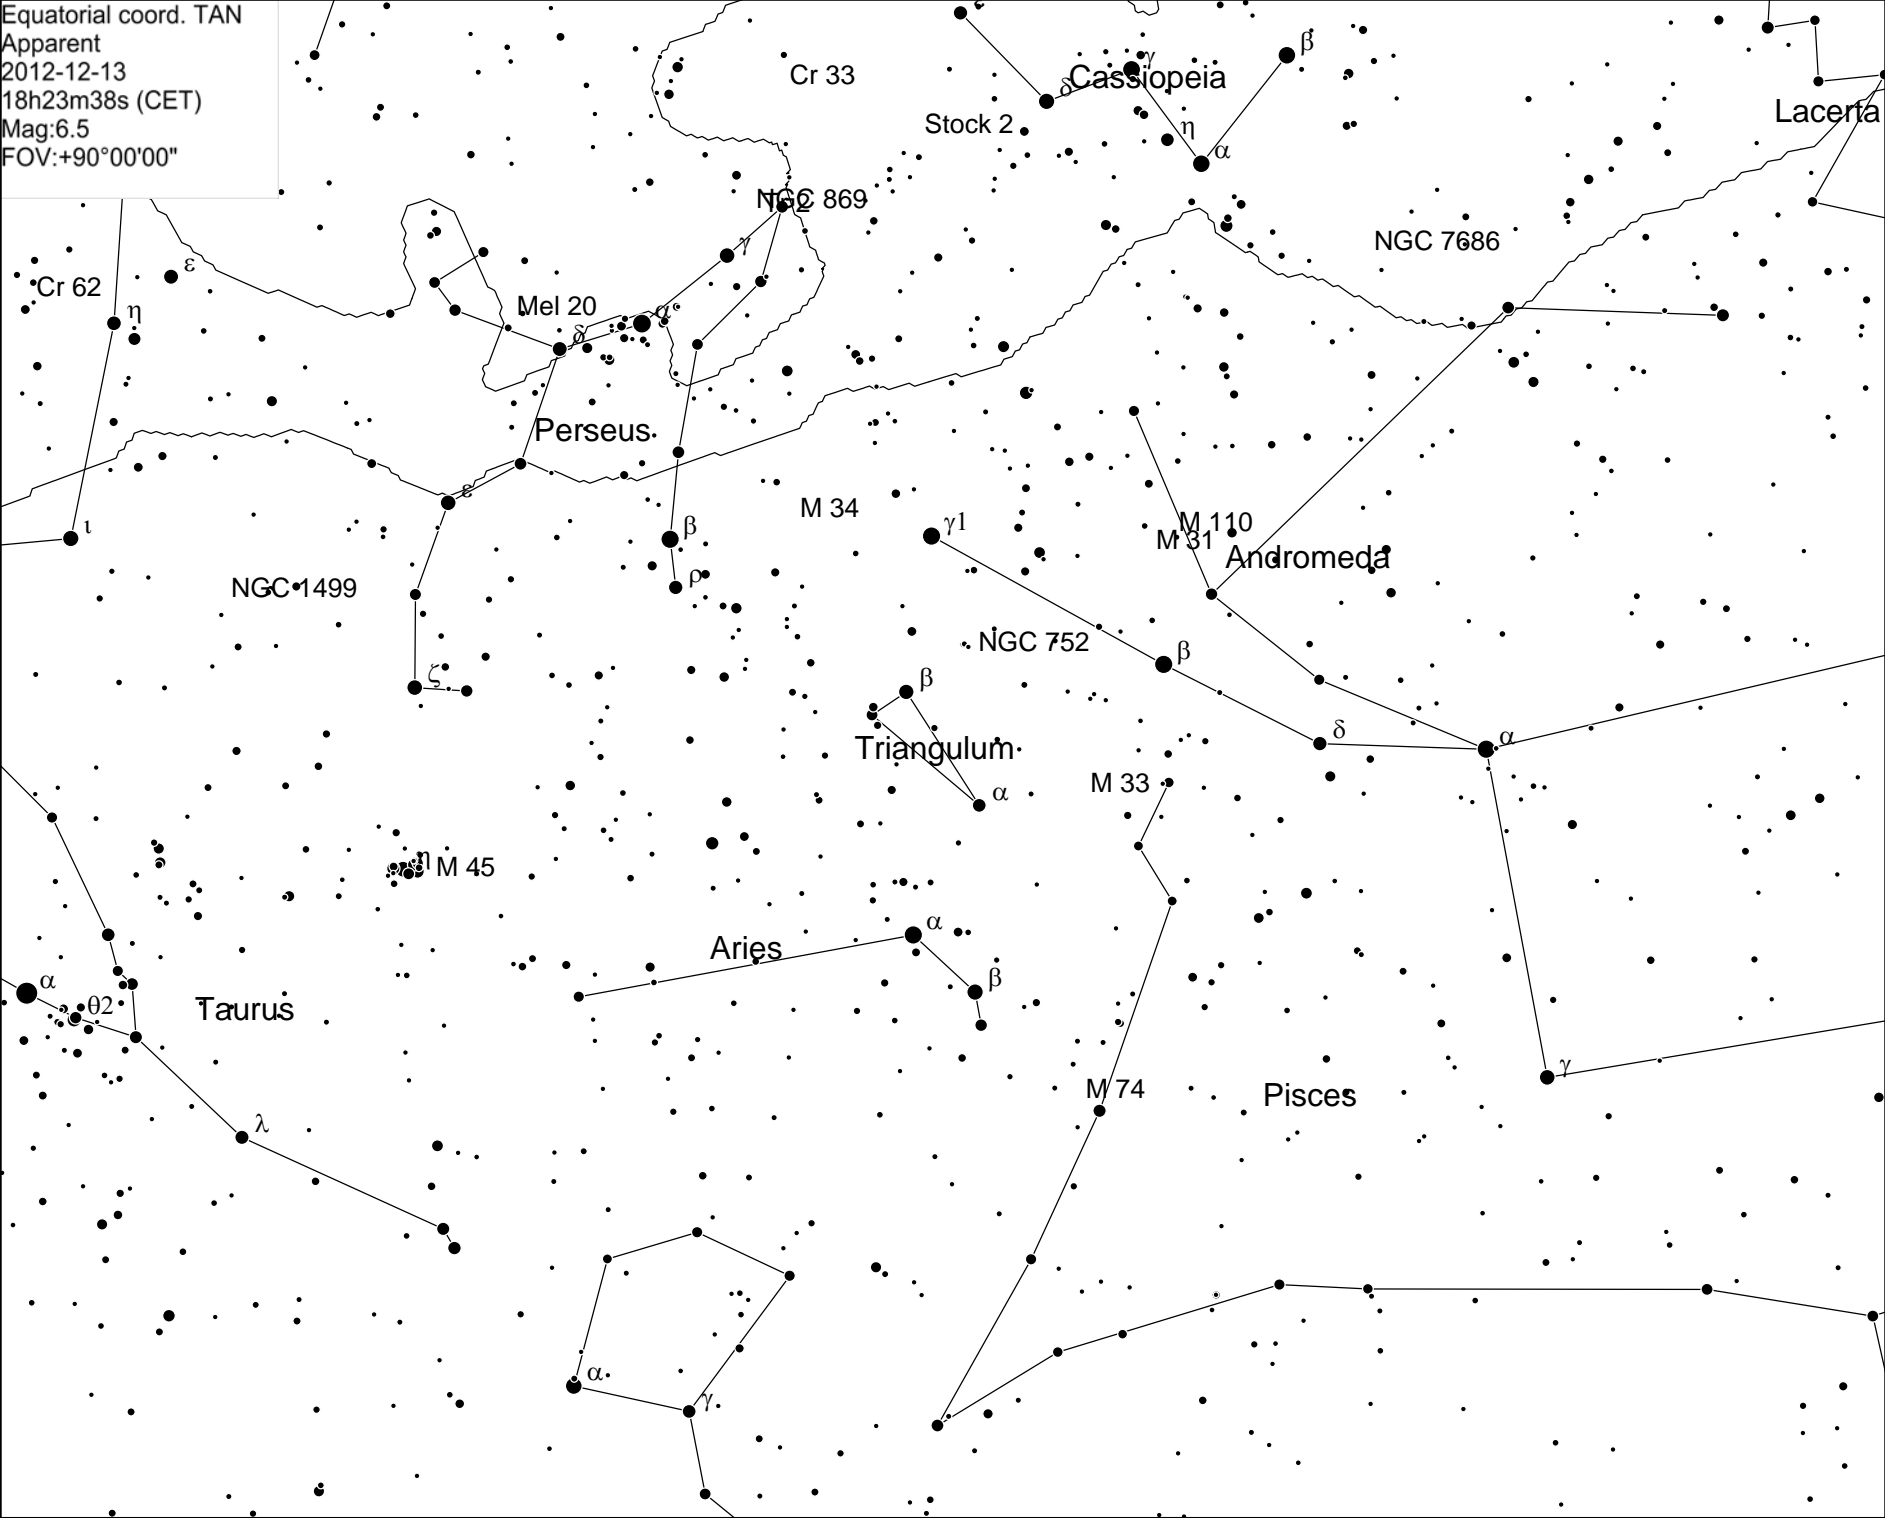 Equatorial coord. TAN
Apparent
2012-12-13
18h23m38s (CET)
Mag:6.5
FOV:+90°00'00"
Cr 33
γ
β
Cassiopeia
δ
Lacerta
Stock 2
η
α
NGC 869
γ
NGC 7686
ε
Cr 62
η
Mel 20
α
δ
Perseus
ε
M 34
ι
β
γ1
M 110
M 31
Andromeda
NGC 1499
ρ
NGC 752
β
ζ
β
δ
α
Triangulum
M 33
α
η
M 45
α
Aries
β
α
θ2
Taurus
M 74
Pisces
γ
λ
α
γ